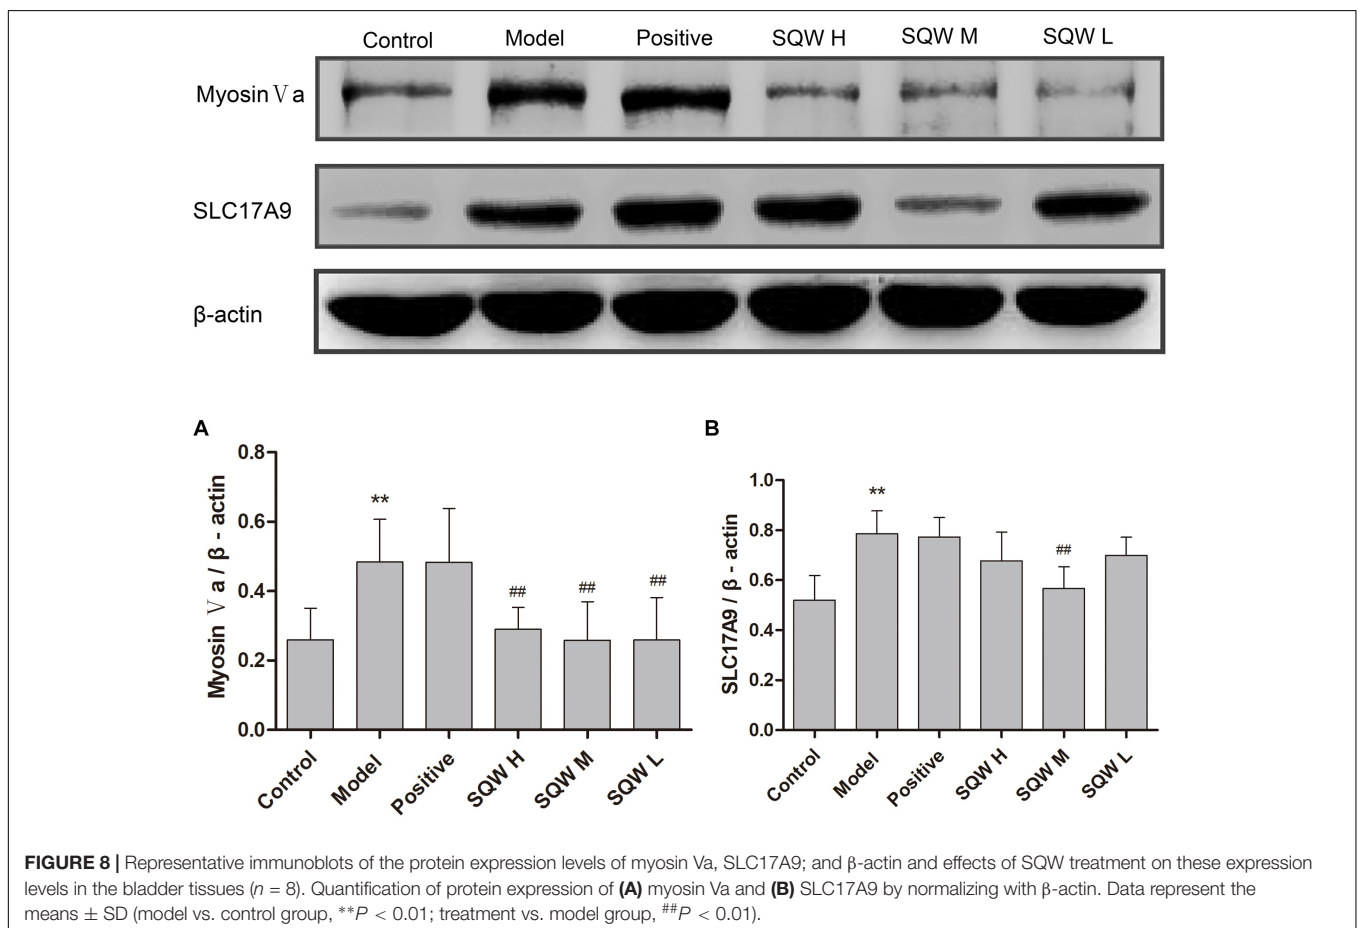 Control Model Positive SQW H SQW M SQW L
Myosin Ⅴ a
SLC17A9
β-actin
A
Myosin Ⅴ a / β - actin
0.8
0.6
0.4
0.2
0.0
**
##
##
##
Control
Model
Positive
SQW H
SQW M
SQW L
B
SLC17A9 / β - actin
1.0
0.8
0.6
0.4
0.2
0.0
**
##
Control
Model
Positive
SQW H
SQW M
SQW L
FIGURE 8 | Representative immunoblots of the protein expression levels of myosin Va, SLC17A9; and β-actin and effects of SQW treatment on these expression
levels in the bladder tissues (n = 8). Quantification of protein expression of (A) myosin Va and (B) SLC17A9 by normalizing with β-actin. Data represent the
means ± SD (model vs. control group, **P < 0.01; treatment vs. model group, ##P < 0.01).